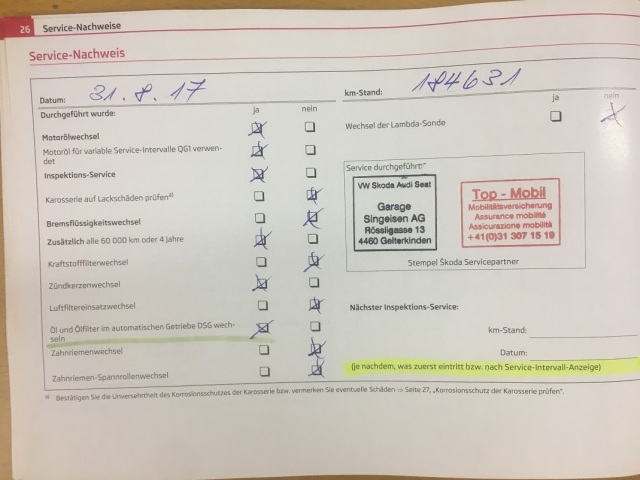 26 Service-Nachweise
Service-Nachweis
Datum: 31.8.17
km-Stand: 184631
Durchgeführt wurde: ja nein
ja nein
Motorölwechsel
Wechsel der Lambda-Sonde
Motoröl für variable Service-Intervalle QG1 verwen-
det
Inspektions-Service
Karosserie auf Lackschäden prüfen a)
Bremsflüssigkeitswechsel
Zusätzlich alle 60 000 km oder 4 Jahre
Kraftstofffilterwechsel
Zündkerzenwechsel
Luftfiltereinsatzwechsel
Öl und Ölfilter im automatischen Getriebe DSG wech-
seln
Zahnriemenwechsel
Zahnriemen-Spannrollenwechsel
Service durchgeführt:
VW Skoda Audi Seat
Garage
Singeisen AG
Rössligasse 13
4460 Gelterkinden
Top - Mobil
Mobilitätsversicherung
Assurance mobilité
Assicurazione mobilità
+41(0)31 307 15 19
Stempel Škoda Servicepartner
Nächster Inspektions-Service:
km-Stand:
Datum:
(je nachdem, was zuerst eintritt bzw. nach Service-Intervall-Anzeige)
a) Bestätigen Sie die Unversehrtheit des Korrosionsschutzes der Karosserie bzw. vermerken Sie eventuelle Schäden ⇒ Seite 27, „Korrosionsschutz der Karosserie prüfen“.